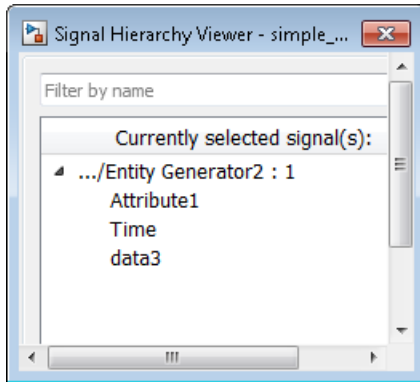 Signal Hierarchy Viewer - simple_...
Filter by name
Currently selected signal(s):
.../Entity Generator2 : 1
Attribute1
Time
data3